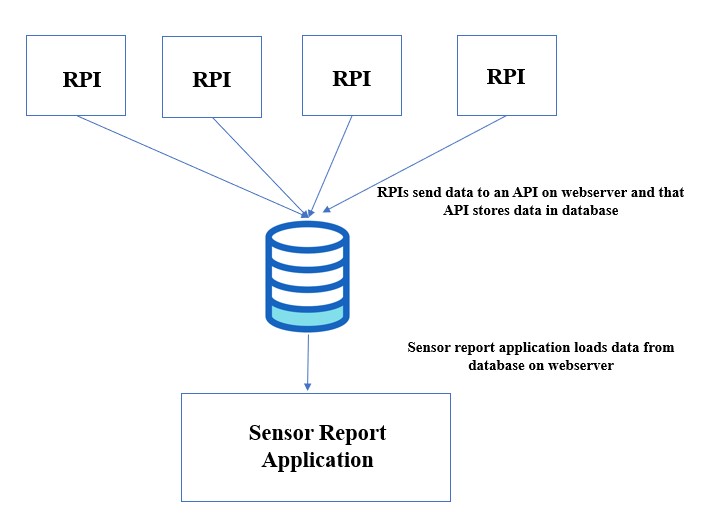 RPI
RPI
RPI
RPI
RPIs send data to an API on webserver and that
API stores data in database
Sensor report application loads data from
database on webserver
Sensor Report
Application